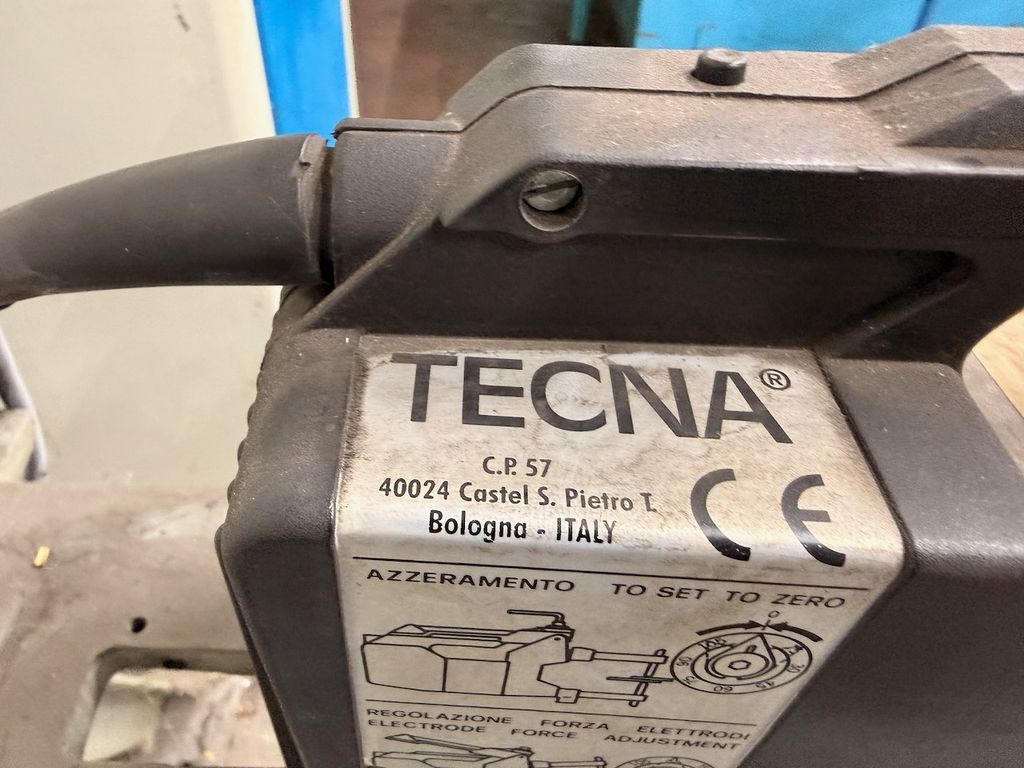 TECNA®
C.P. 57
40024 Castel S. Pietro T.
Bologna - ITALY
CE
AZZERAMENTO TO SET TO ZERO
0
REGOLAZIONE FORZA ELETTRODI
ELECTRODE FORCE ADJUSTMENT